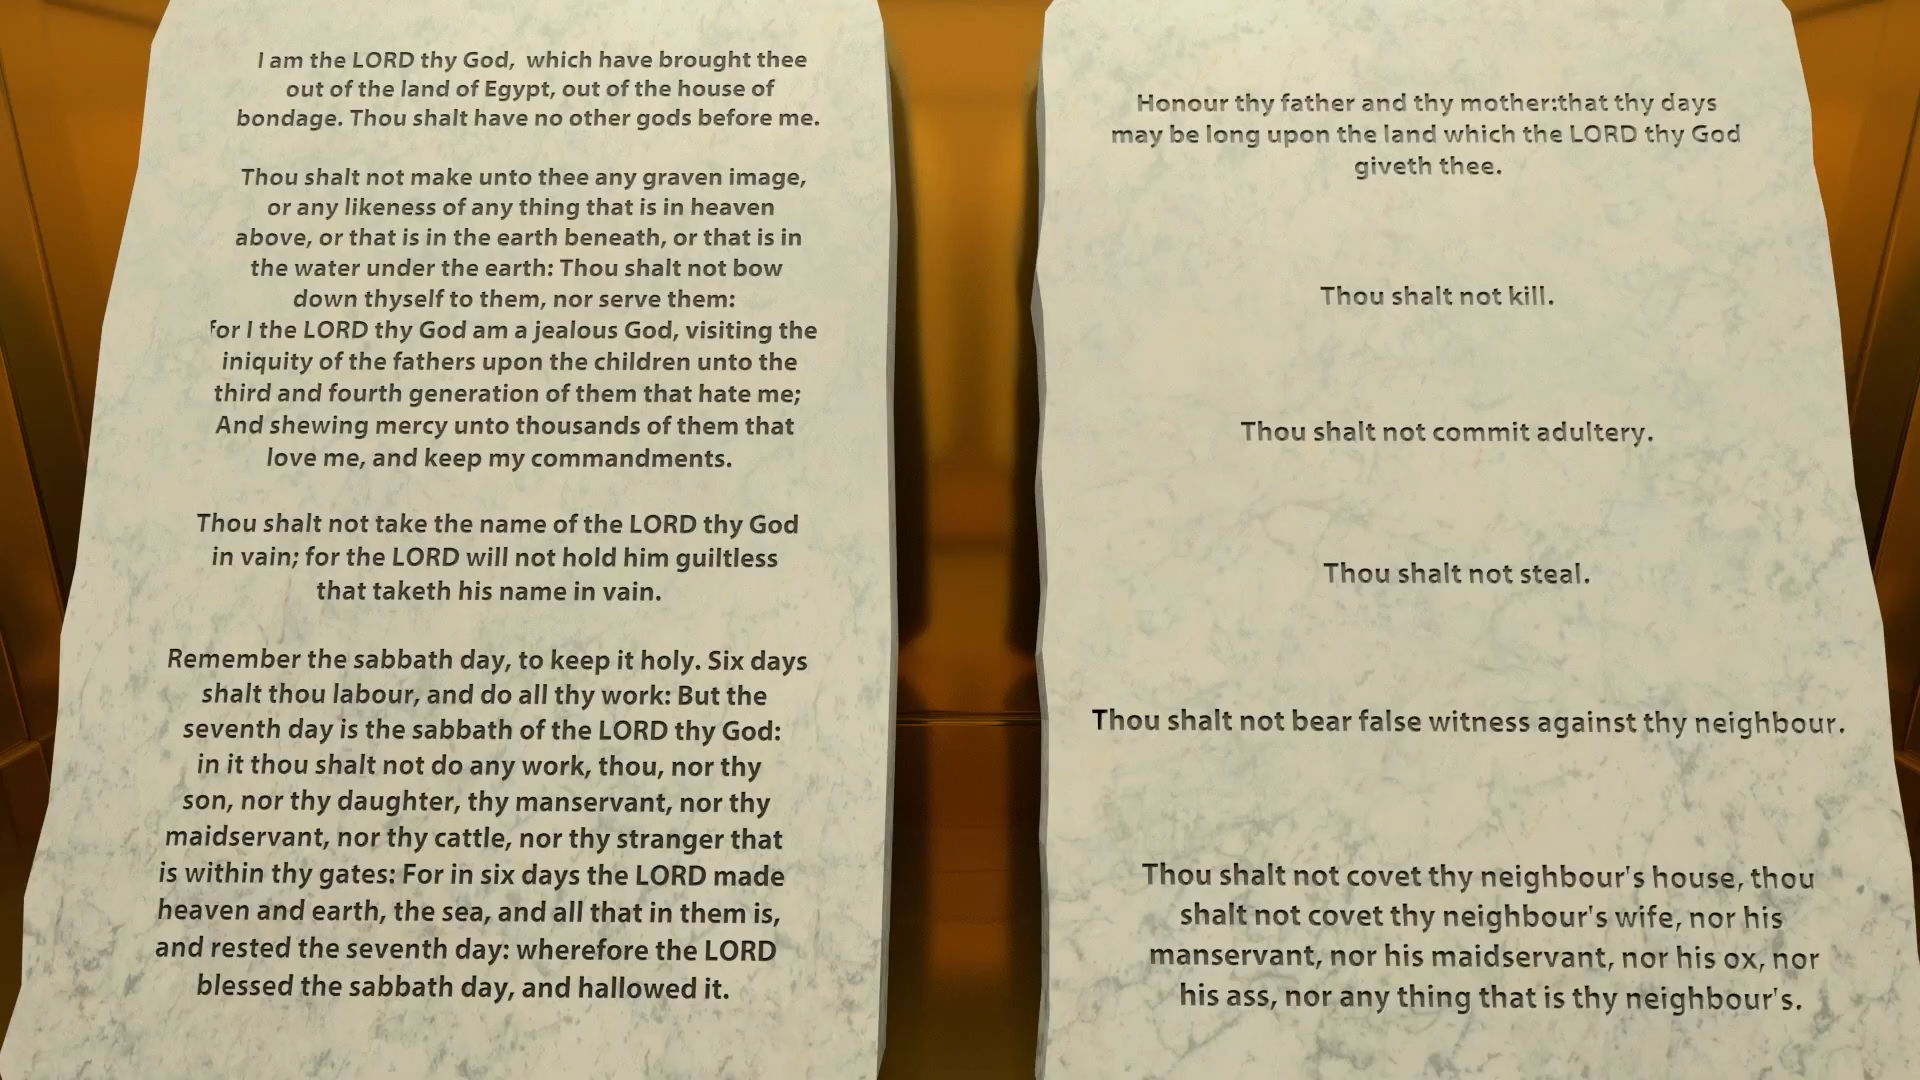 I am the LORD thy God, which have brought thee
out of the land of Egypt, out of the house of
bondage. Thou shalt have no other gods before me.
Thou shalt not make unto thee any graven image,
or any likeness of any thing that is in heaven
above, or that is in the earth beneath, or that is in
the water under the earth: Thou shalt not bow
down thyself to them, nor serve them:
for I the LORD thy God am a jealous God, visiting the
iniquity of the fathers upon the children unto the
third and fourth generation of them that hate me;
And shewing mercy unto thousands of them that
love me, and keep my commandments.
Thou shalt not take the name of the LORD thy God
in vain; for the LORD will not hold him guiltless
that taketh his name in vain.
Remember the sabbath day, to keep it holy. Six days
shalt thou labour, and do all thy work: But the
seventh day is the sabbath of the LORD thy God:
in it thou shalt not do any work, thou, nor thy
son, nor thy daughter, thy manservant, nor thy
maidservant, nor thy cattle, nor thy stranger that
is within thy gates: For in six days the LORD made
heaven and earth, the sea, and all that in them is,
and rested the seventh day: wherefore the LORD
blessed the sabbath day, and hallowed it.
Honour thy father and thy mother:that thy days
may be long upon the land which the LORD thy God
giveth thee.
Thou shalt not kill.
Thou shalt not commit adultery.
Thou shalt not steal.
Thou shalt not bear false witness against thy neighbour.
Thou shalt not covet thy neighbour's house, thou
shalt not covet thy neighbour's wife, nor his
manservant, nor his maidservant, nor his ox, nor
his ass, nor any thing that is thy neighbour's.